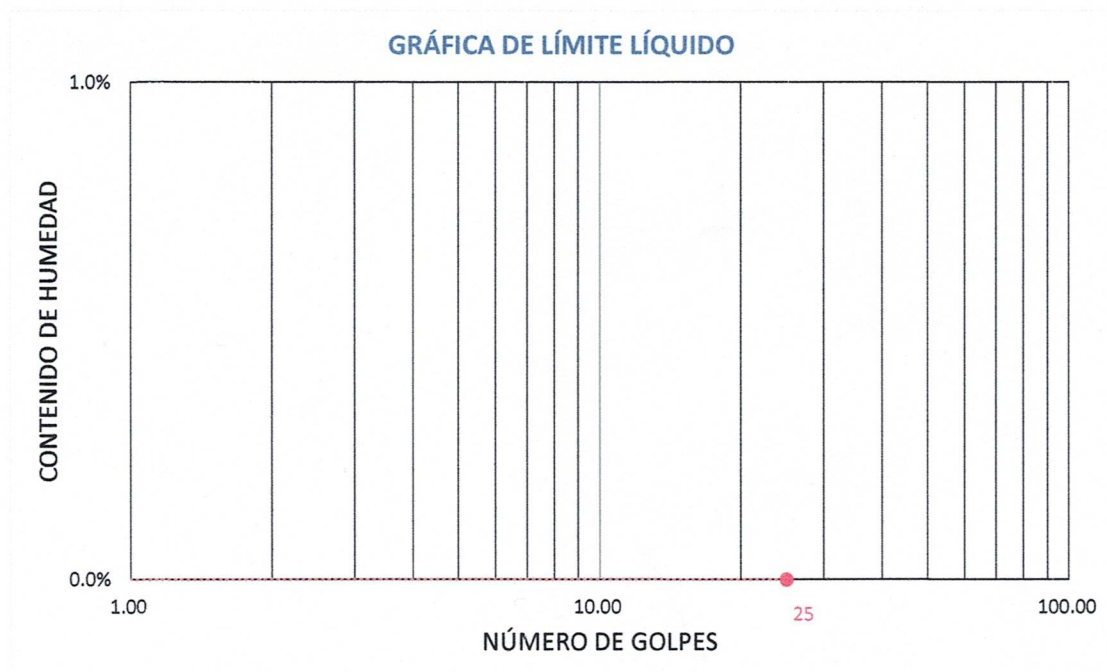 GRÁFICA DE LÍMITE LÍQUIDO
1.0%
CONTENIDO DE HUMEDAD
0.0%
1.00
10.00
25
100.00
NÚMERO DE GOLPES